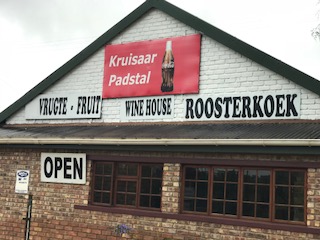 Kruisaar
Padstal
VRUGTE - FRUIT WINE HOUSE ROOSTERKOEK
OPEN